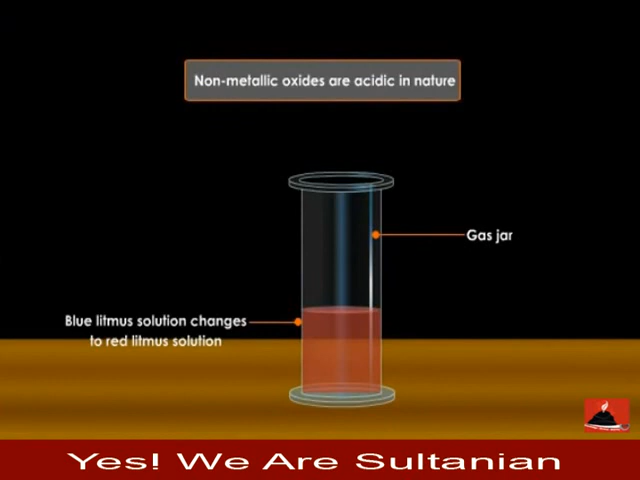 Non-metallic oxides are acidic in nature
Gas jar
Blue litmus solution changes
to red litmus solution
Yes! We Are Sultanian